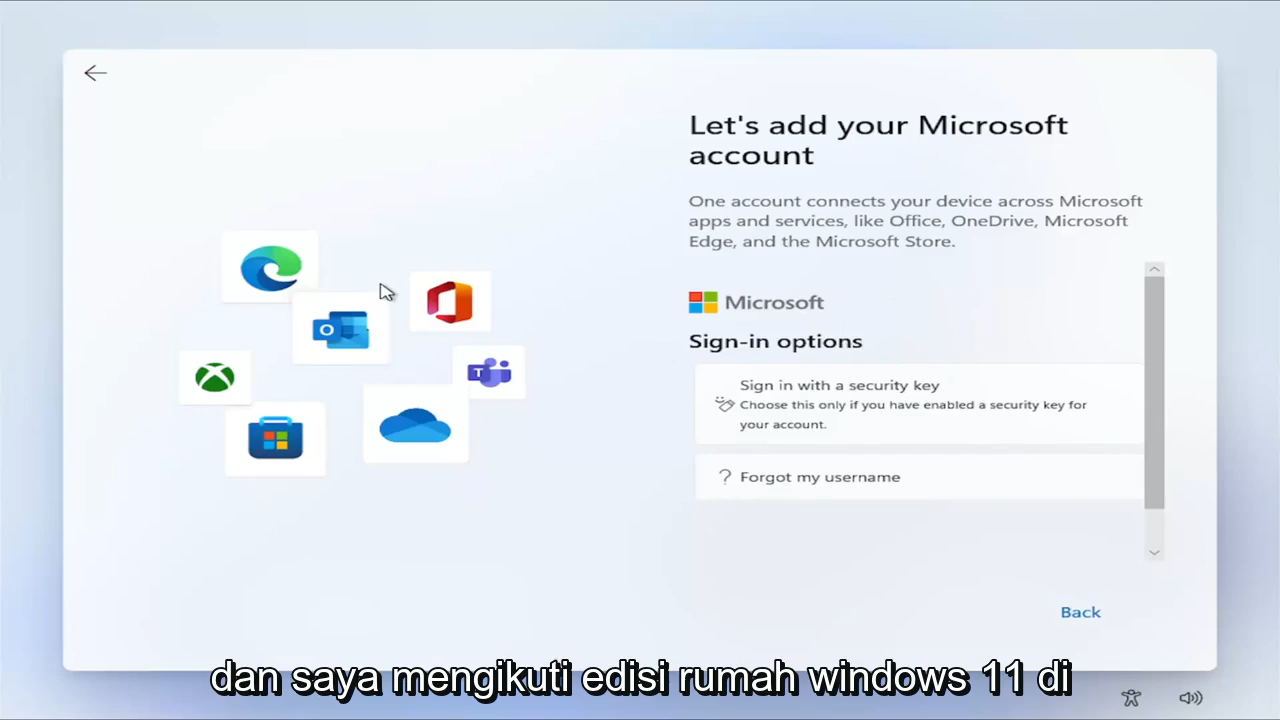 Let's add your Microsoft
account
One account connects your device across Microsoft
apps and services, like Office, OneDrive, Microsoft
Edge, and the Microsoft Store.
Microsoft
Sign-in options
Sign in with a security key
Choose this only if you have enabled a security key for
your account.
? Forgot my username
Back
dan saya mengikuti edisi rumah windows 11 di